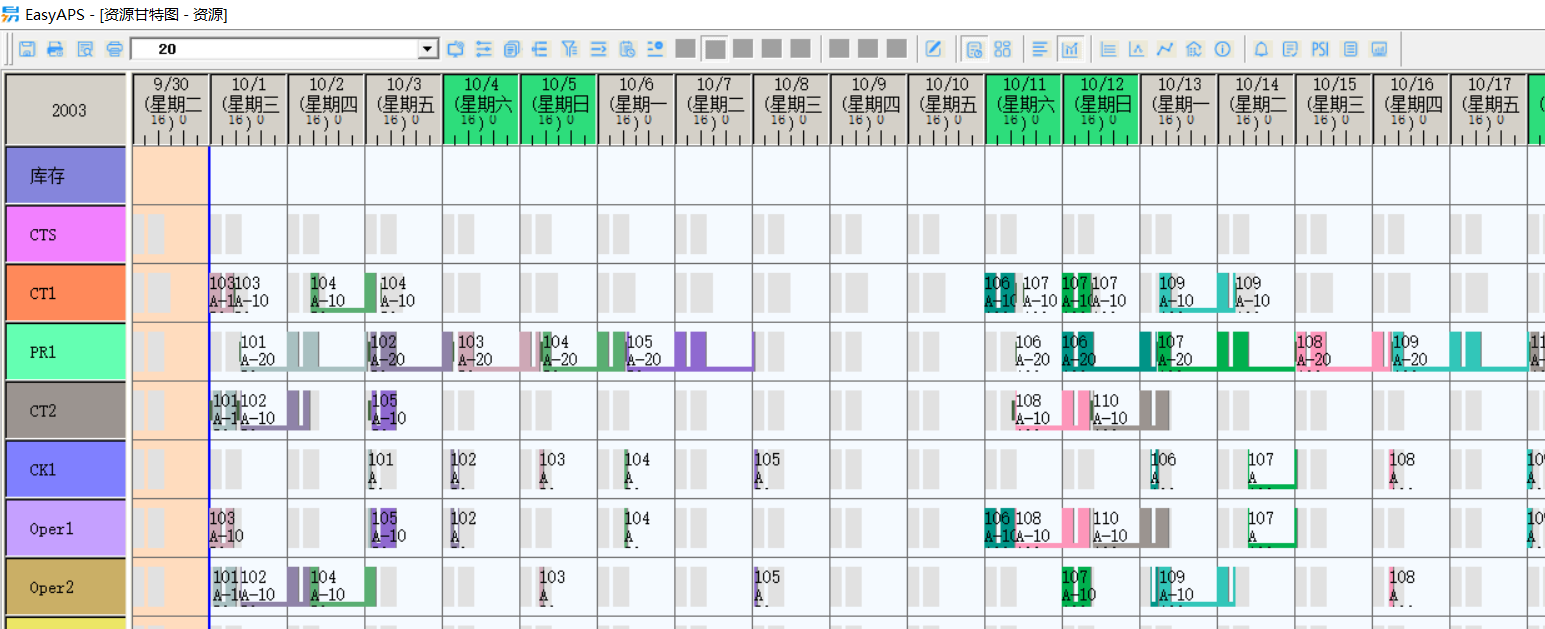 EasyAPS - [资源甘特图 - 资源]
20
PSI
2003
9/30 10/1 10/2 10/3 10/4 10/5 10/6 10/7 10/8 10/9 10/10 10/11 10/12 10/13 10/14 10/15 10/16 10/17
(星期二 (星期三 (星期四 (星期五 (星期六 (星期日 (星期一 (星期二 (星期三 (星期四 (星期五 (星期六 (星期日 (星期一 (星期二 (星期三 (星期四 (星期五 (
16) 0 16) 0 16) 0 16) 0 16) 0 16) 0 16) 0 16) 0 16) 0 16) 0 16) 0 16) 0 16) 0 16) 0 16) 0 16) 0 16) 0 16) 0
库存
CTS
CT1
103 103 104 104 106 107 107 107 109 109
A-1 A-10 A-10 A-10 A-10 A-10 A-10 A-10 A-10 A-10
PR1
101 102 103 104 105 106 106 107 108 109 11
A-20 A-20 A-20 A-20 A-20 A-20 A-20 A-20 A-20 A-20 A-
CT2
101 102 105 108 110
A-1 A-10 A-10 A-10 A-10
CK1
101 102 103 104 105 106 107 108 109
A A A A A A A A A
Oper1
103 105 102 104 106 108 110 107 109
A-10 A-10 A A A-10 A-10 A-10 A A
Oper2
101 102 104 103 105 107 109 108
A-1 A-10 A-10 A A A-10 A-10 A